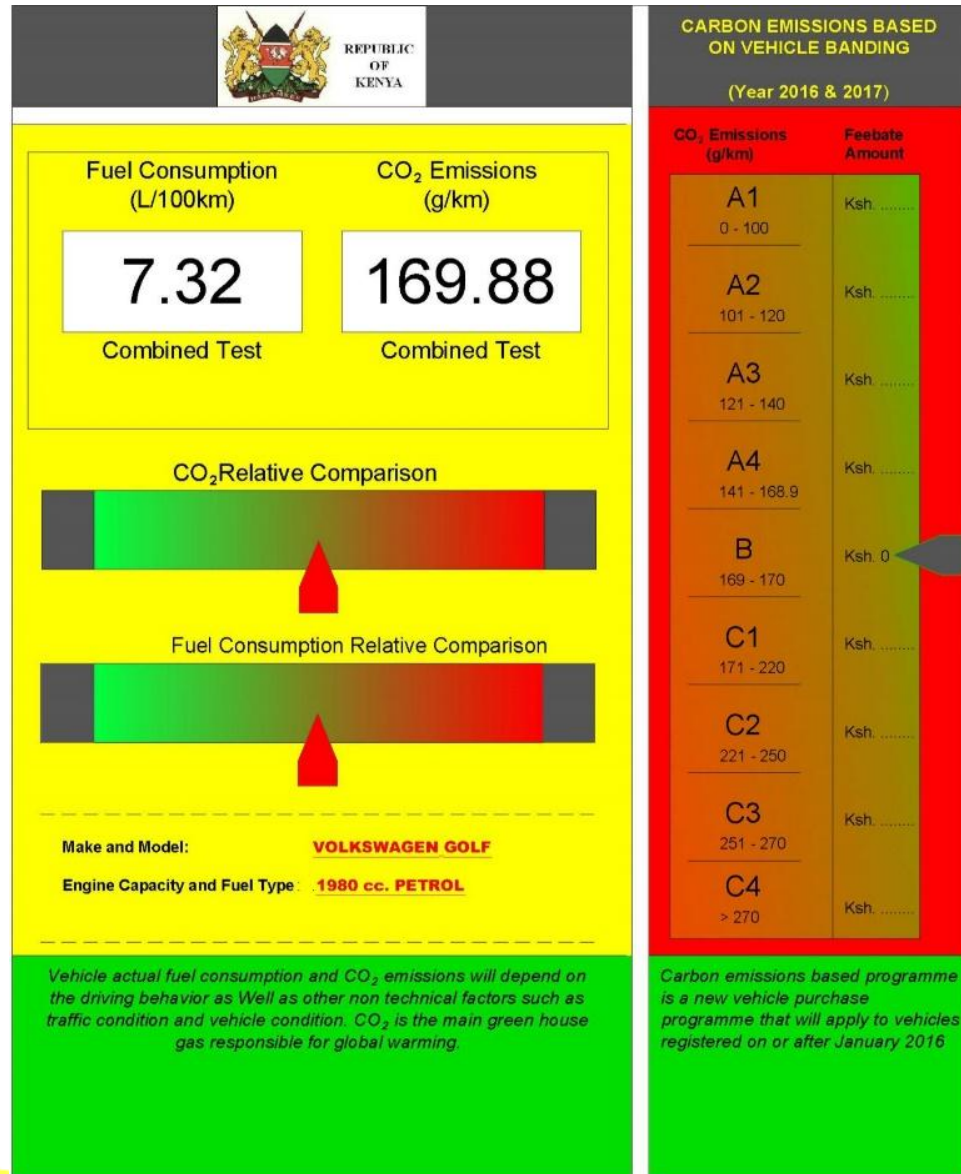 REPUBLIC
OF
KENYA
Fuel Consumption
(L/100km)
7.32
Combined Test
CO₂ Emissions
(g/km)
169.88
Combined Test
CO₂Relative Comparison
Fuel Consumption Relative Comparison
Make and Model: VOLKSWAGEN GOLF
Engine Capacity and Fuel Type: .1980 cc. PETROL
Vehicle actual fuel consumption and CO₂ emissions will depend on
the driving behavior as Well as other non technical factors such as
traffic condition and vehicle condition. CO₂ is the main green house
gas responsible for global warming.
CARBON EMISSIONS BASED
ON VEHICLE BANDING
(Year 2016 & 2017)
CO₂ Emissions
(g/km)
Feebate
Amount
A1 Ksh. ........
0 - 100
A2 Ksh. ........
101 - 120
A3 Ksh. ........
121 - 140
A4 Ksh. ........
141 - 168.9
B Ksh. 0
169 - 170
C1 Ksh. ........
171 - 220
C2 Ksh. ........
221 - 250
C3 Ksh. ........
251 - 270
C4 Ksh. ........
> 270
Carbon emissions based programme
is a new vehicle purchase
programme that will apply to vehicles
registered on or after January 2016